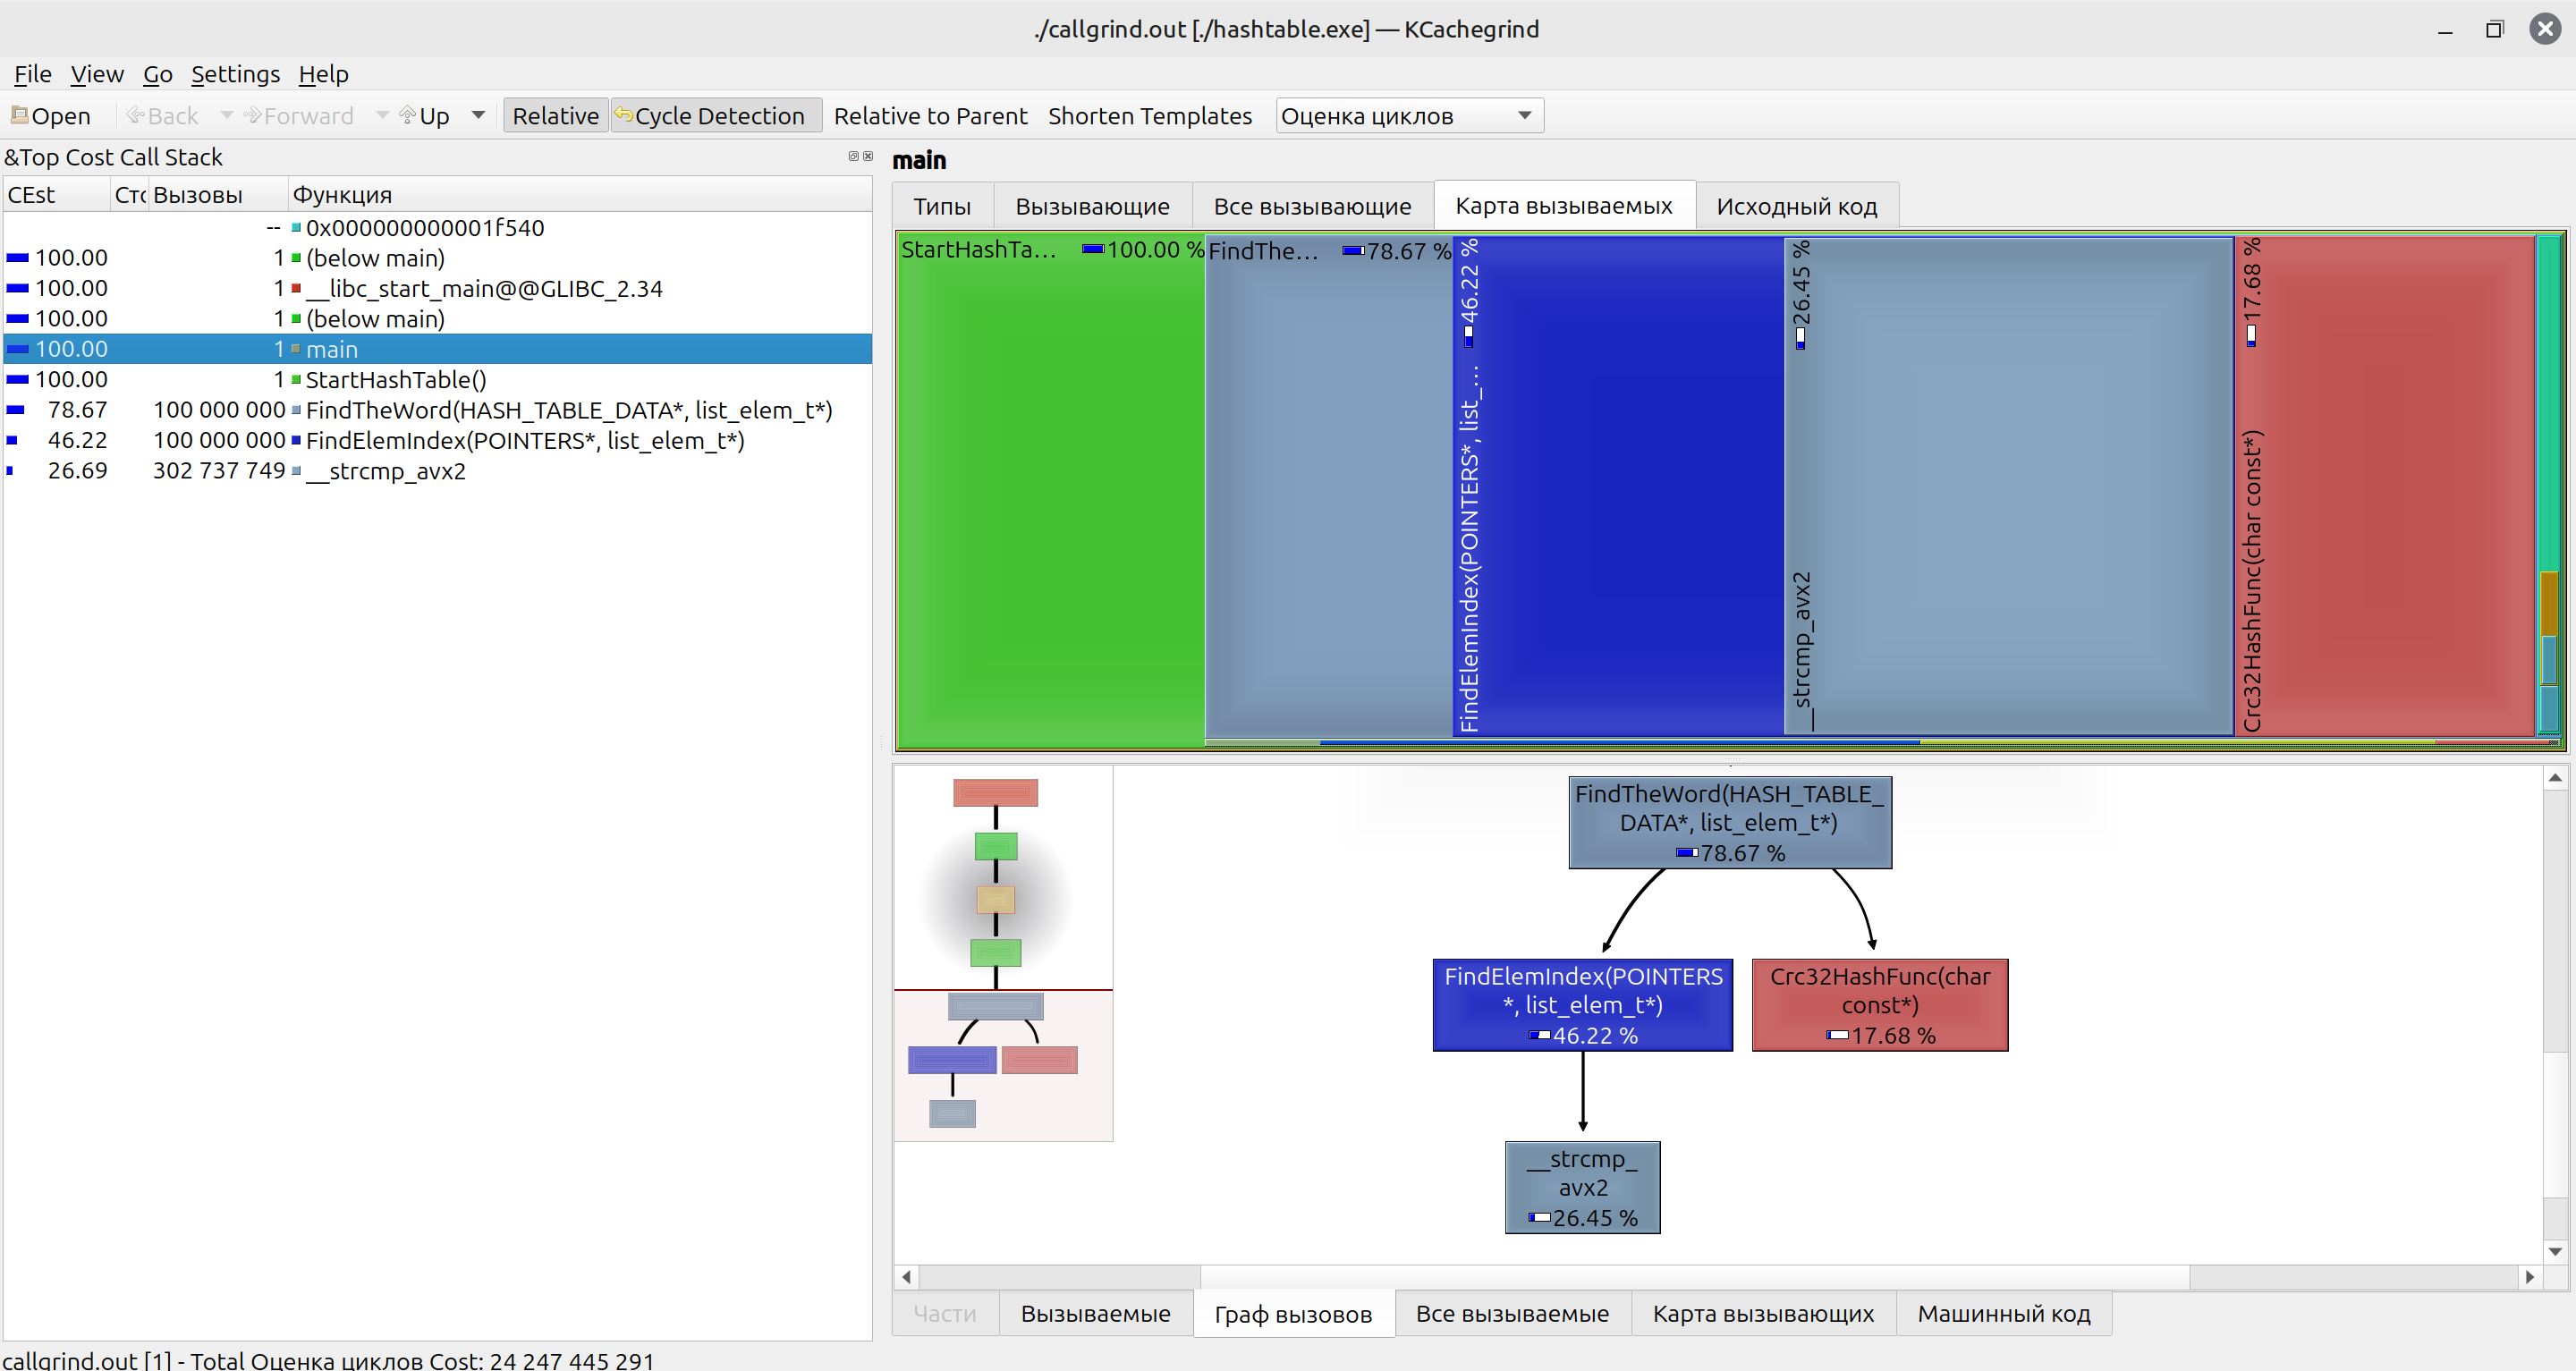 ./callgrind.out [./hashtable.exe] — KCachegrind
File View Go Settings Help
Open Back Forward Up Relative Cycle Detection Relative to Parent Shorten Templates Оценка циклов
&Top Cost Call Stack
CEst Стс Вызовы Функция
-- 0x000000000001f540
100.00 1 (below main)
100.00 1 __libc_start_main@@GLIBC_2.34
100.00 1 (below main)
100.00 1 main
100.00 1 StartHashTable()
78.67 100 000 000 FindTheWord(HASH_TABLE_DATA*, list_elem_t*)
46.22 100 000 000 FindElemIndex(POINTERS*, list_elem_t*)
26.69 302 737 749 __strcmp_avx2
main
Типы Вызывающие Все вызывающие Карта вызываемых Исходный код
StartHashTa... 100.00 %
FindThe... 78.67 %
FindElemIndex(POINTERS*, list_... 46.22 %
__strcmp_avx2 26.45 %
Crc32HashFunc(char const*) 17.68 %
FindTheWord(HASH_TABLE_
DATA*, list_elem_t*)
78.67 %
FindElemIndex(POINTERS
*, list_elem_t*)
46.22 %
Crc32HashFunc(char
const*)
17.68 %
__strcmp_
avx2
26.45 %
Части Вызываемые Граф вызовов Все вызываемые Карта вызывающих Машинный код
callgrind.out [1] - Total Оценка циклов Cost: 24 247 445 291